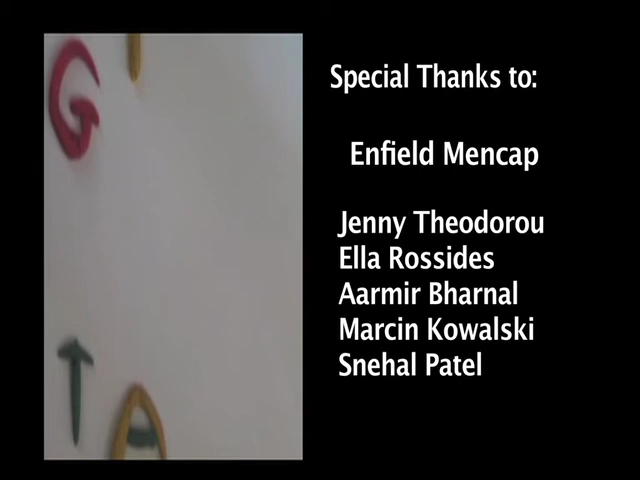 G
T
A
Special Thanks to:
Enfield Mencap
Jenny Theodorou
Ella Rossides
Aarmir Bharnal
Marcin Kowalski
Snehal Patel